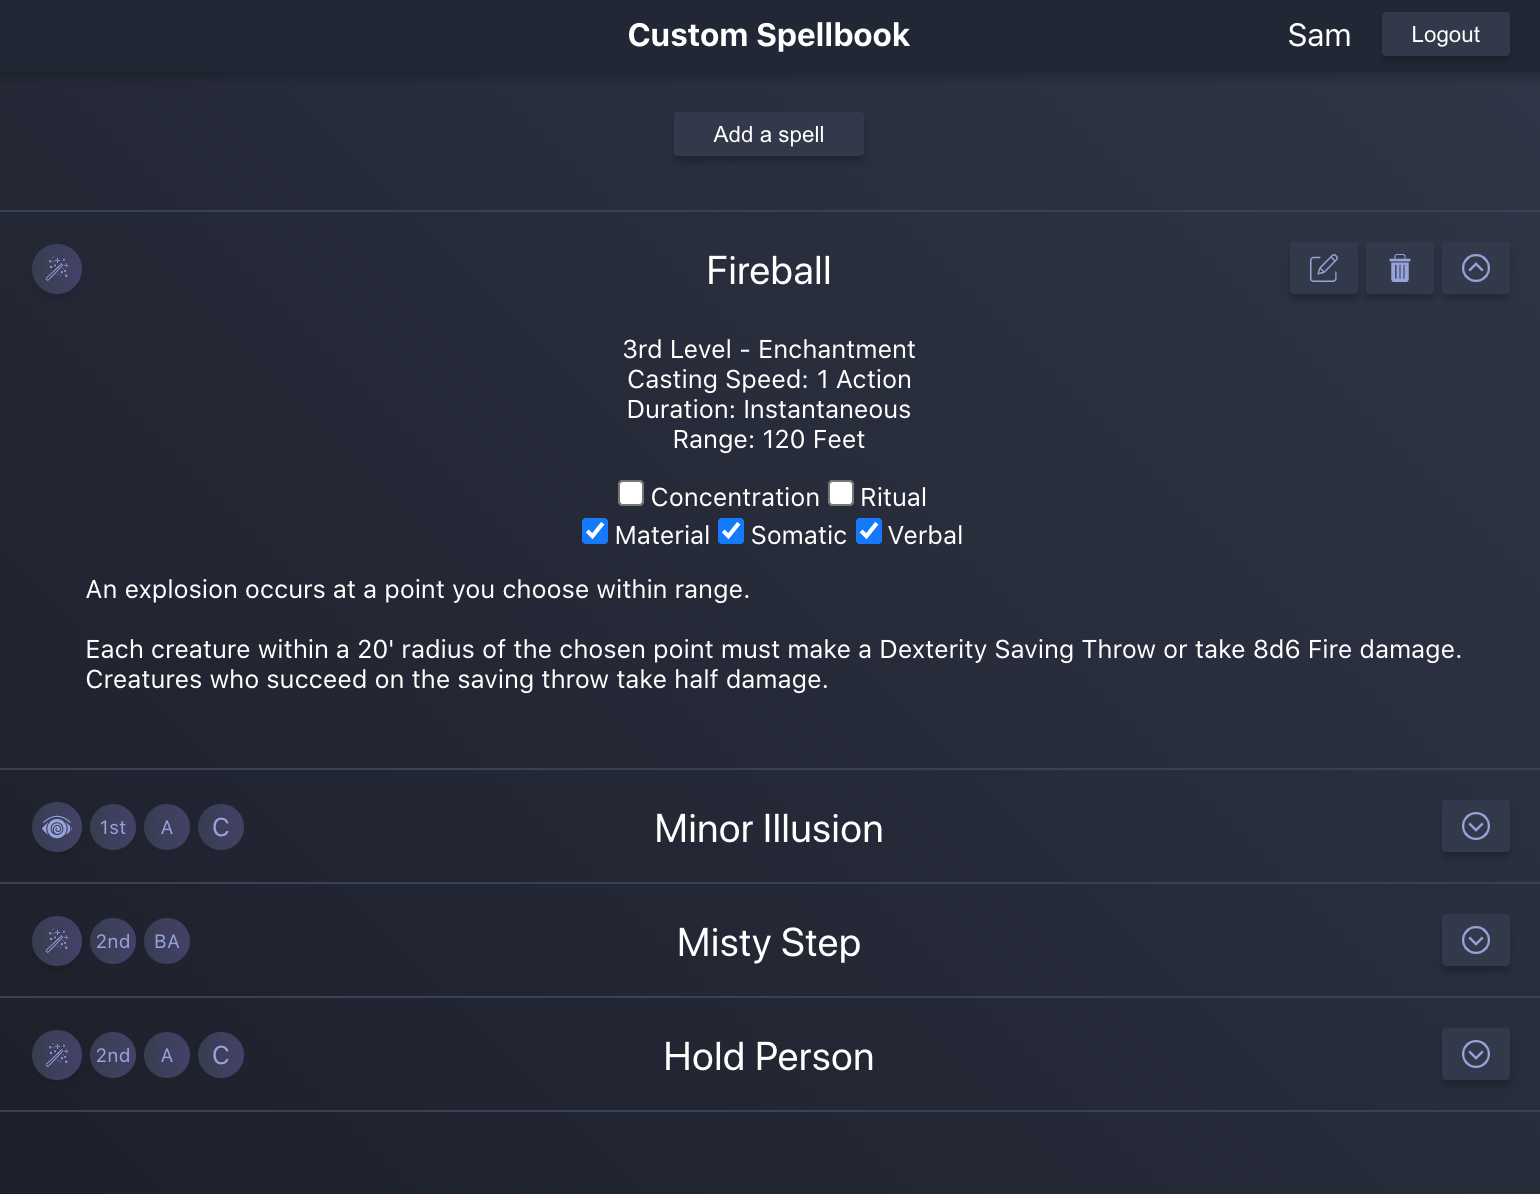 Custom Spellbook
Sam
Logout
Add a spell
Fireball
3rd Level - Enchantment
Casting Speed: 1 Action
Duration: Instantaneous
Range: 120 Feet
Concentration Ritual
Material Somatic Verbal
An explosion occurs at a point you choose within range.
Each creature within a 20' radius of the chosen point must make a Dexterity Saving Throw or take 8d6 Fire damage.
Creatures who succeed on the saving throw take half damage.
1st A C Minor Illusion
2nd BA Misty Step
2nd A C Hold Person